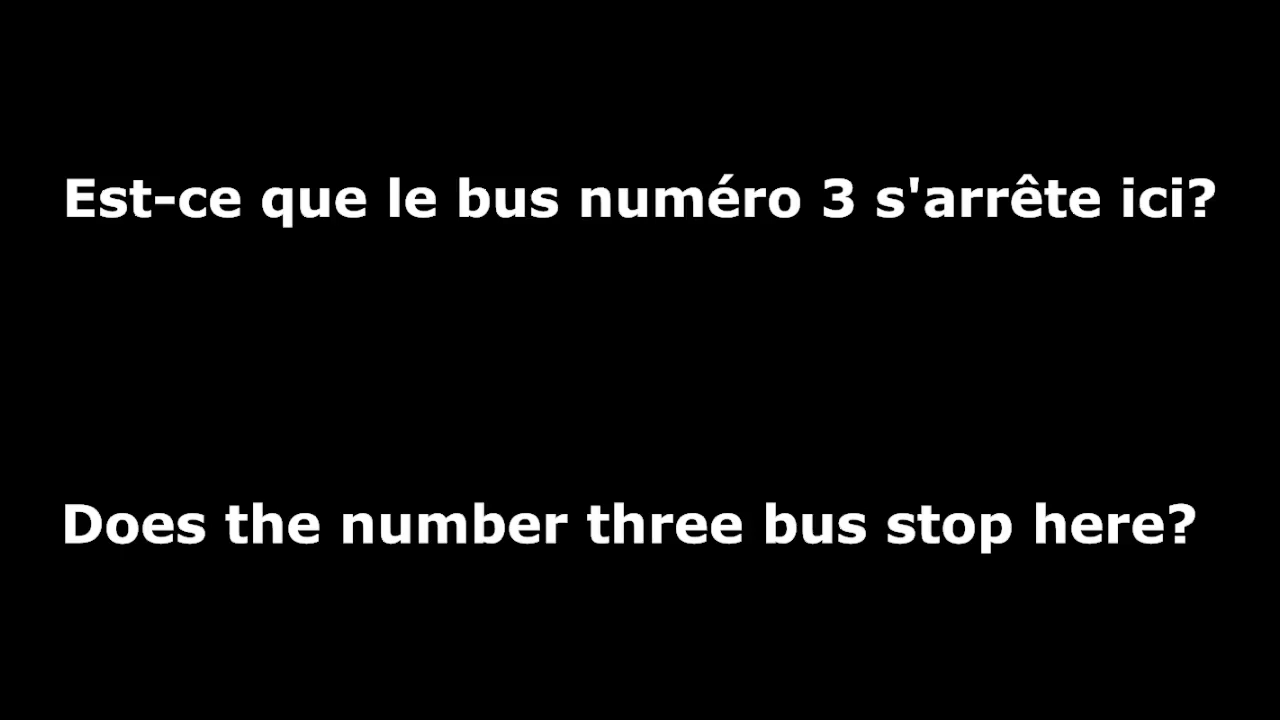 Est-ce que le bus numéro 3 s'arrête ici?
Does the number three bus stop here?